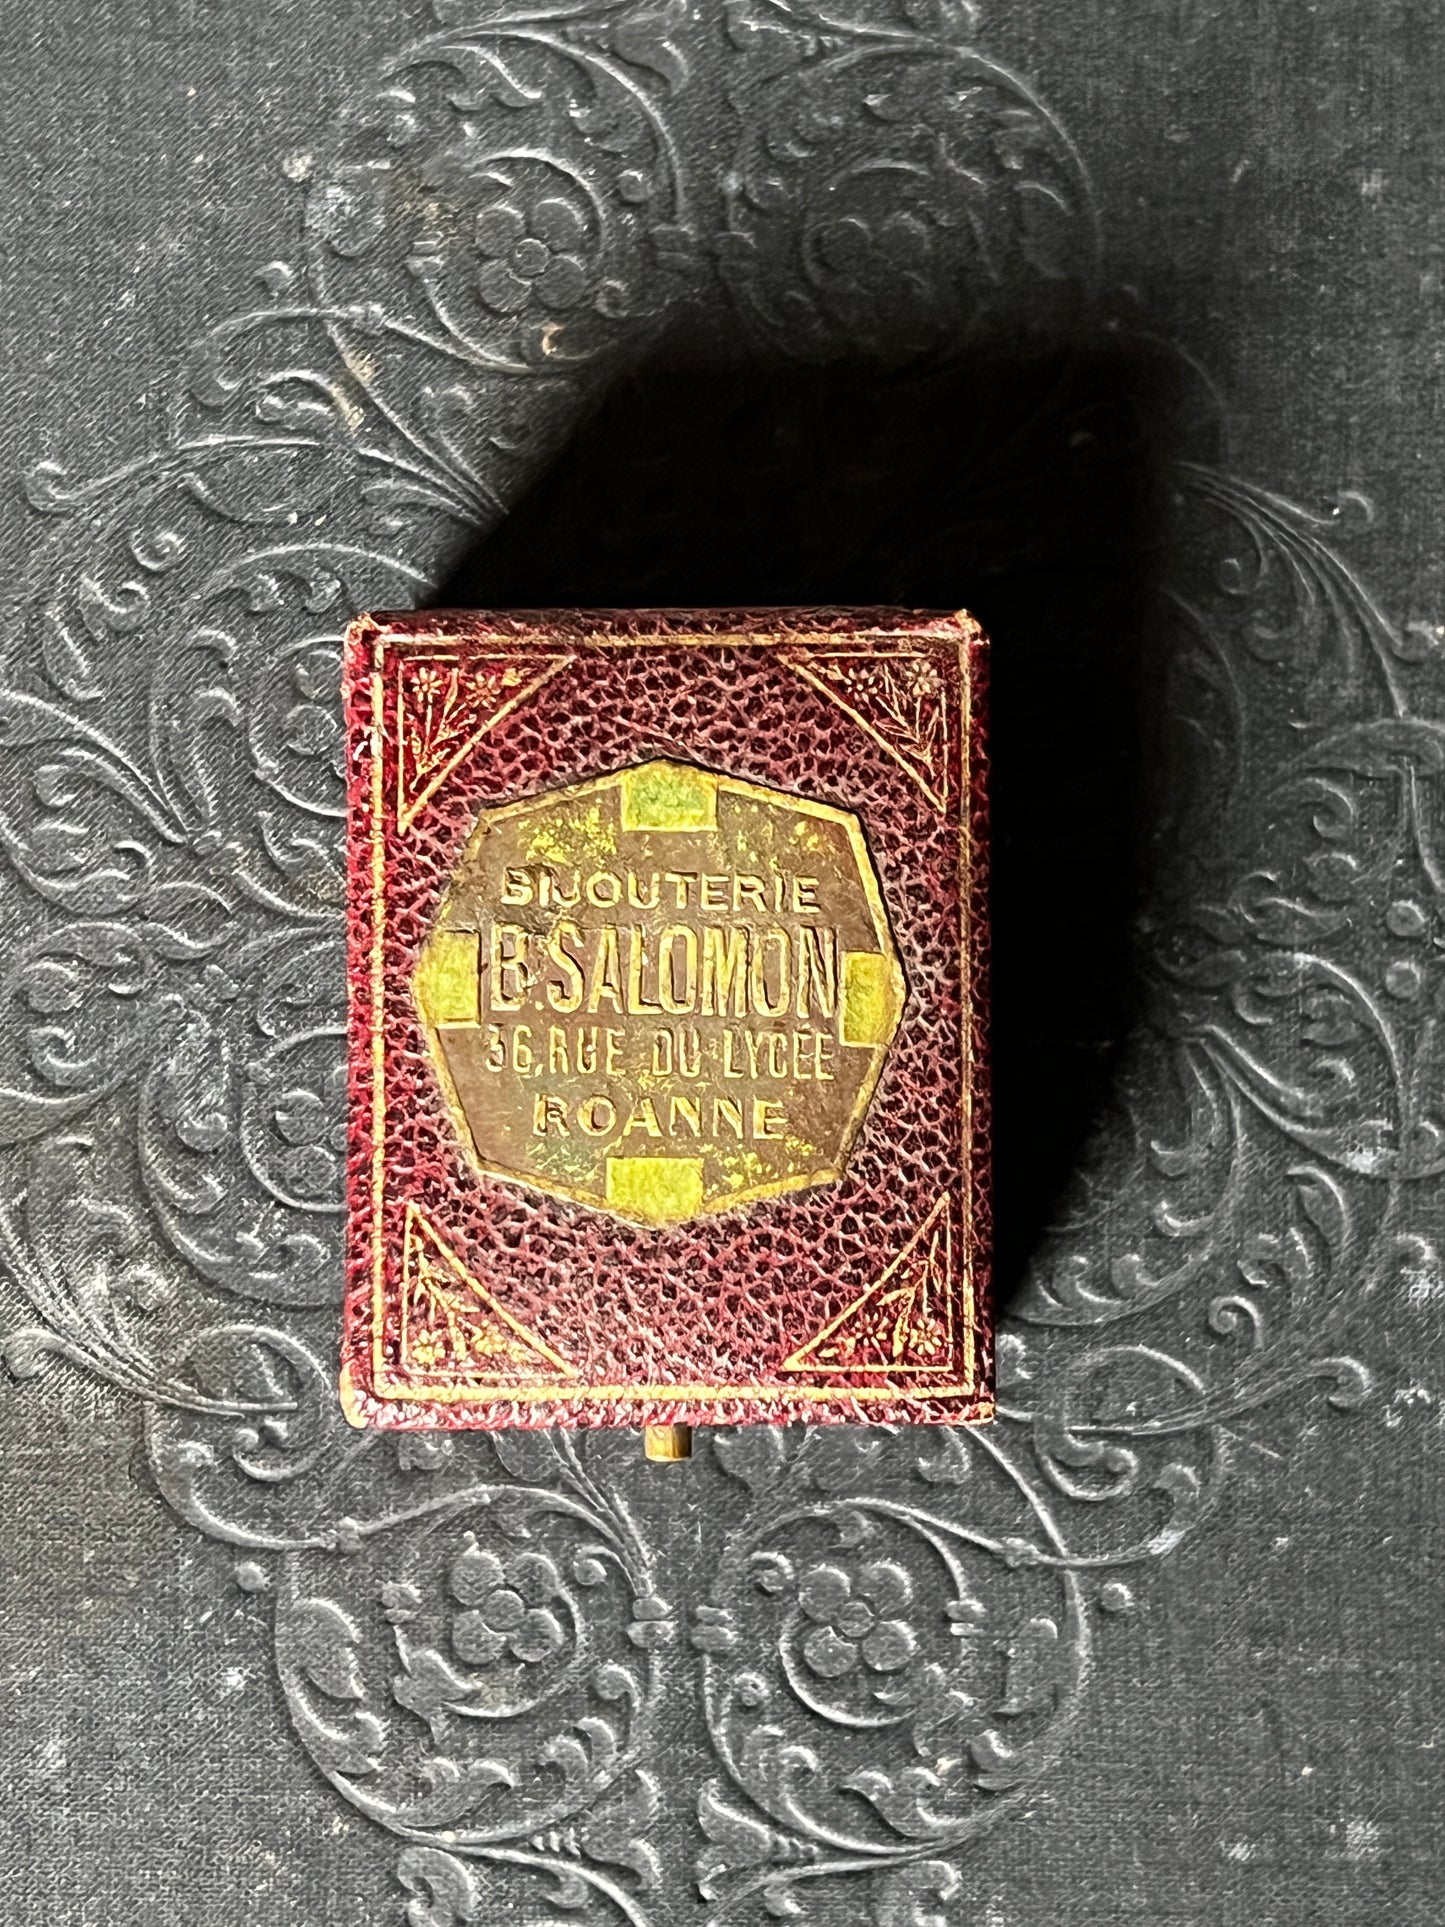 BIJOUTERIE
B. SALOMON
36, RUE DU LYCÉE
ROANNE